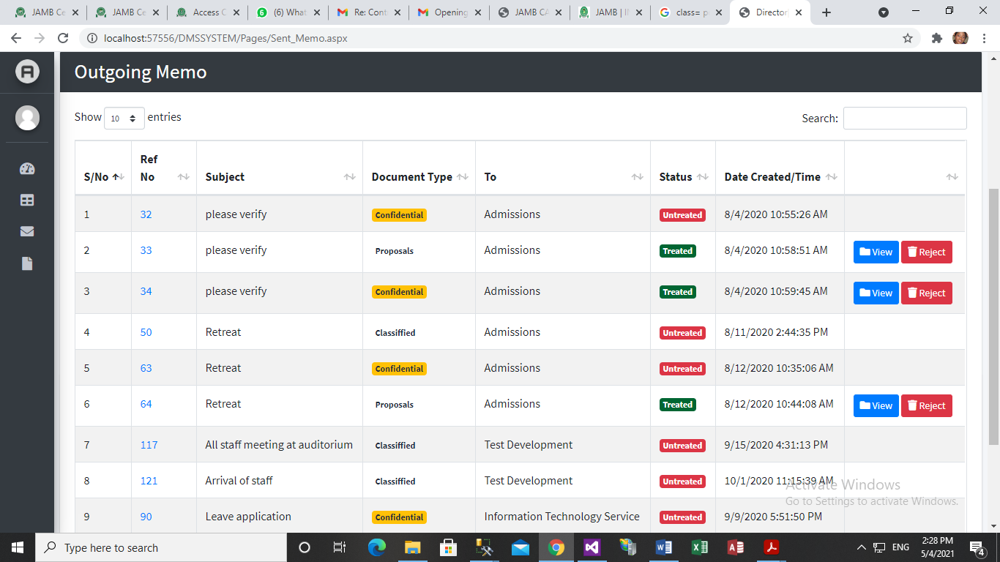 JAMB Ce
JAMB Ce
Access C
(6) What
Re: Cont
Opening
JAMB CA
JAMB | I
class= p
Director
localhost:57556/DMSSYSTEM/Pages/Sent_Memo.aspx
Outgoing Memo
Show 10 entries
Search:
S/No Ref No Subject Document Type To Status Date Created/Time
1 32 please verify Confidential Admissions Untreated 8/4/2020 10:55:26 AM
2 33 please verify Proposals Admissions Treated 8/4/2020 10:58:51 AM View Reject
3 34 please verify Confidential Admissions Treated 8/4/2020 10:59:45 AM View Reject
4 50 Retreat Classiffied Admissions Untreated 8/11/2020 2:44:35 PM
5 63 Retreat Confidential Admissions Untreated 8/12/2020 10:35:06 AM
6 64 Retreat Proposals Admissions Treated 8/12/2020 10:44:08 AM View Reject
7 117 All staff meeting at auditorium Classiffied Test Development Untreated 9/15/2020 4:31:13 PM
8 121 Arrival of staff Classiffied Test Development Untreated 10/1/2020 11:15:39 AM
Activate Windows
Go to Settings to activate Windows.
9 90 Leave application Confidential Information Technology Service Untreated 9/9/2020 5:51:50 PM
Type here to search
ENG
2:28 PM
5/4/2021
4